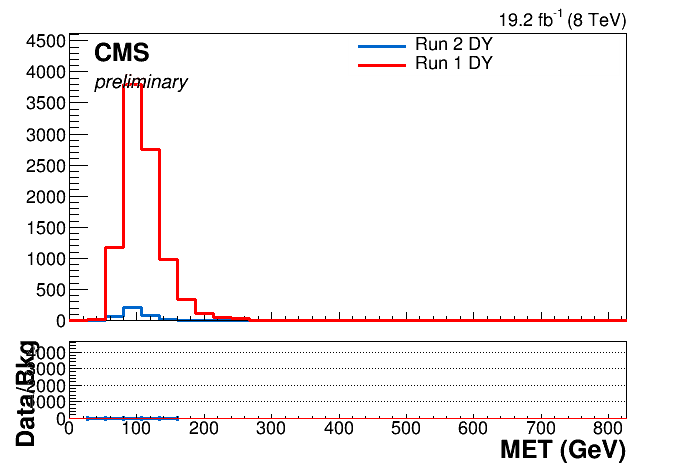 19.2 fb-1 (8 TeV)
CMS
preliminary
Run 2 DY
Run 1 DY
4500
4000
3500
3000
2500
2000
1500
1000
500
0
Data/Bkg
0
0 100 200 300 400 500 600 700 800
MET (GeV)